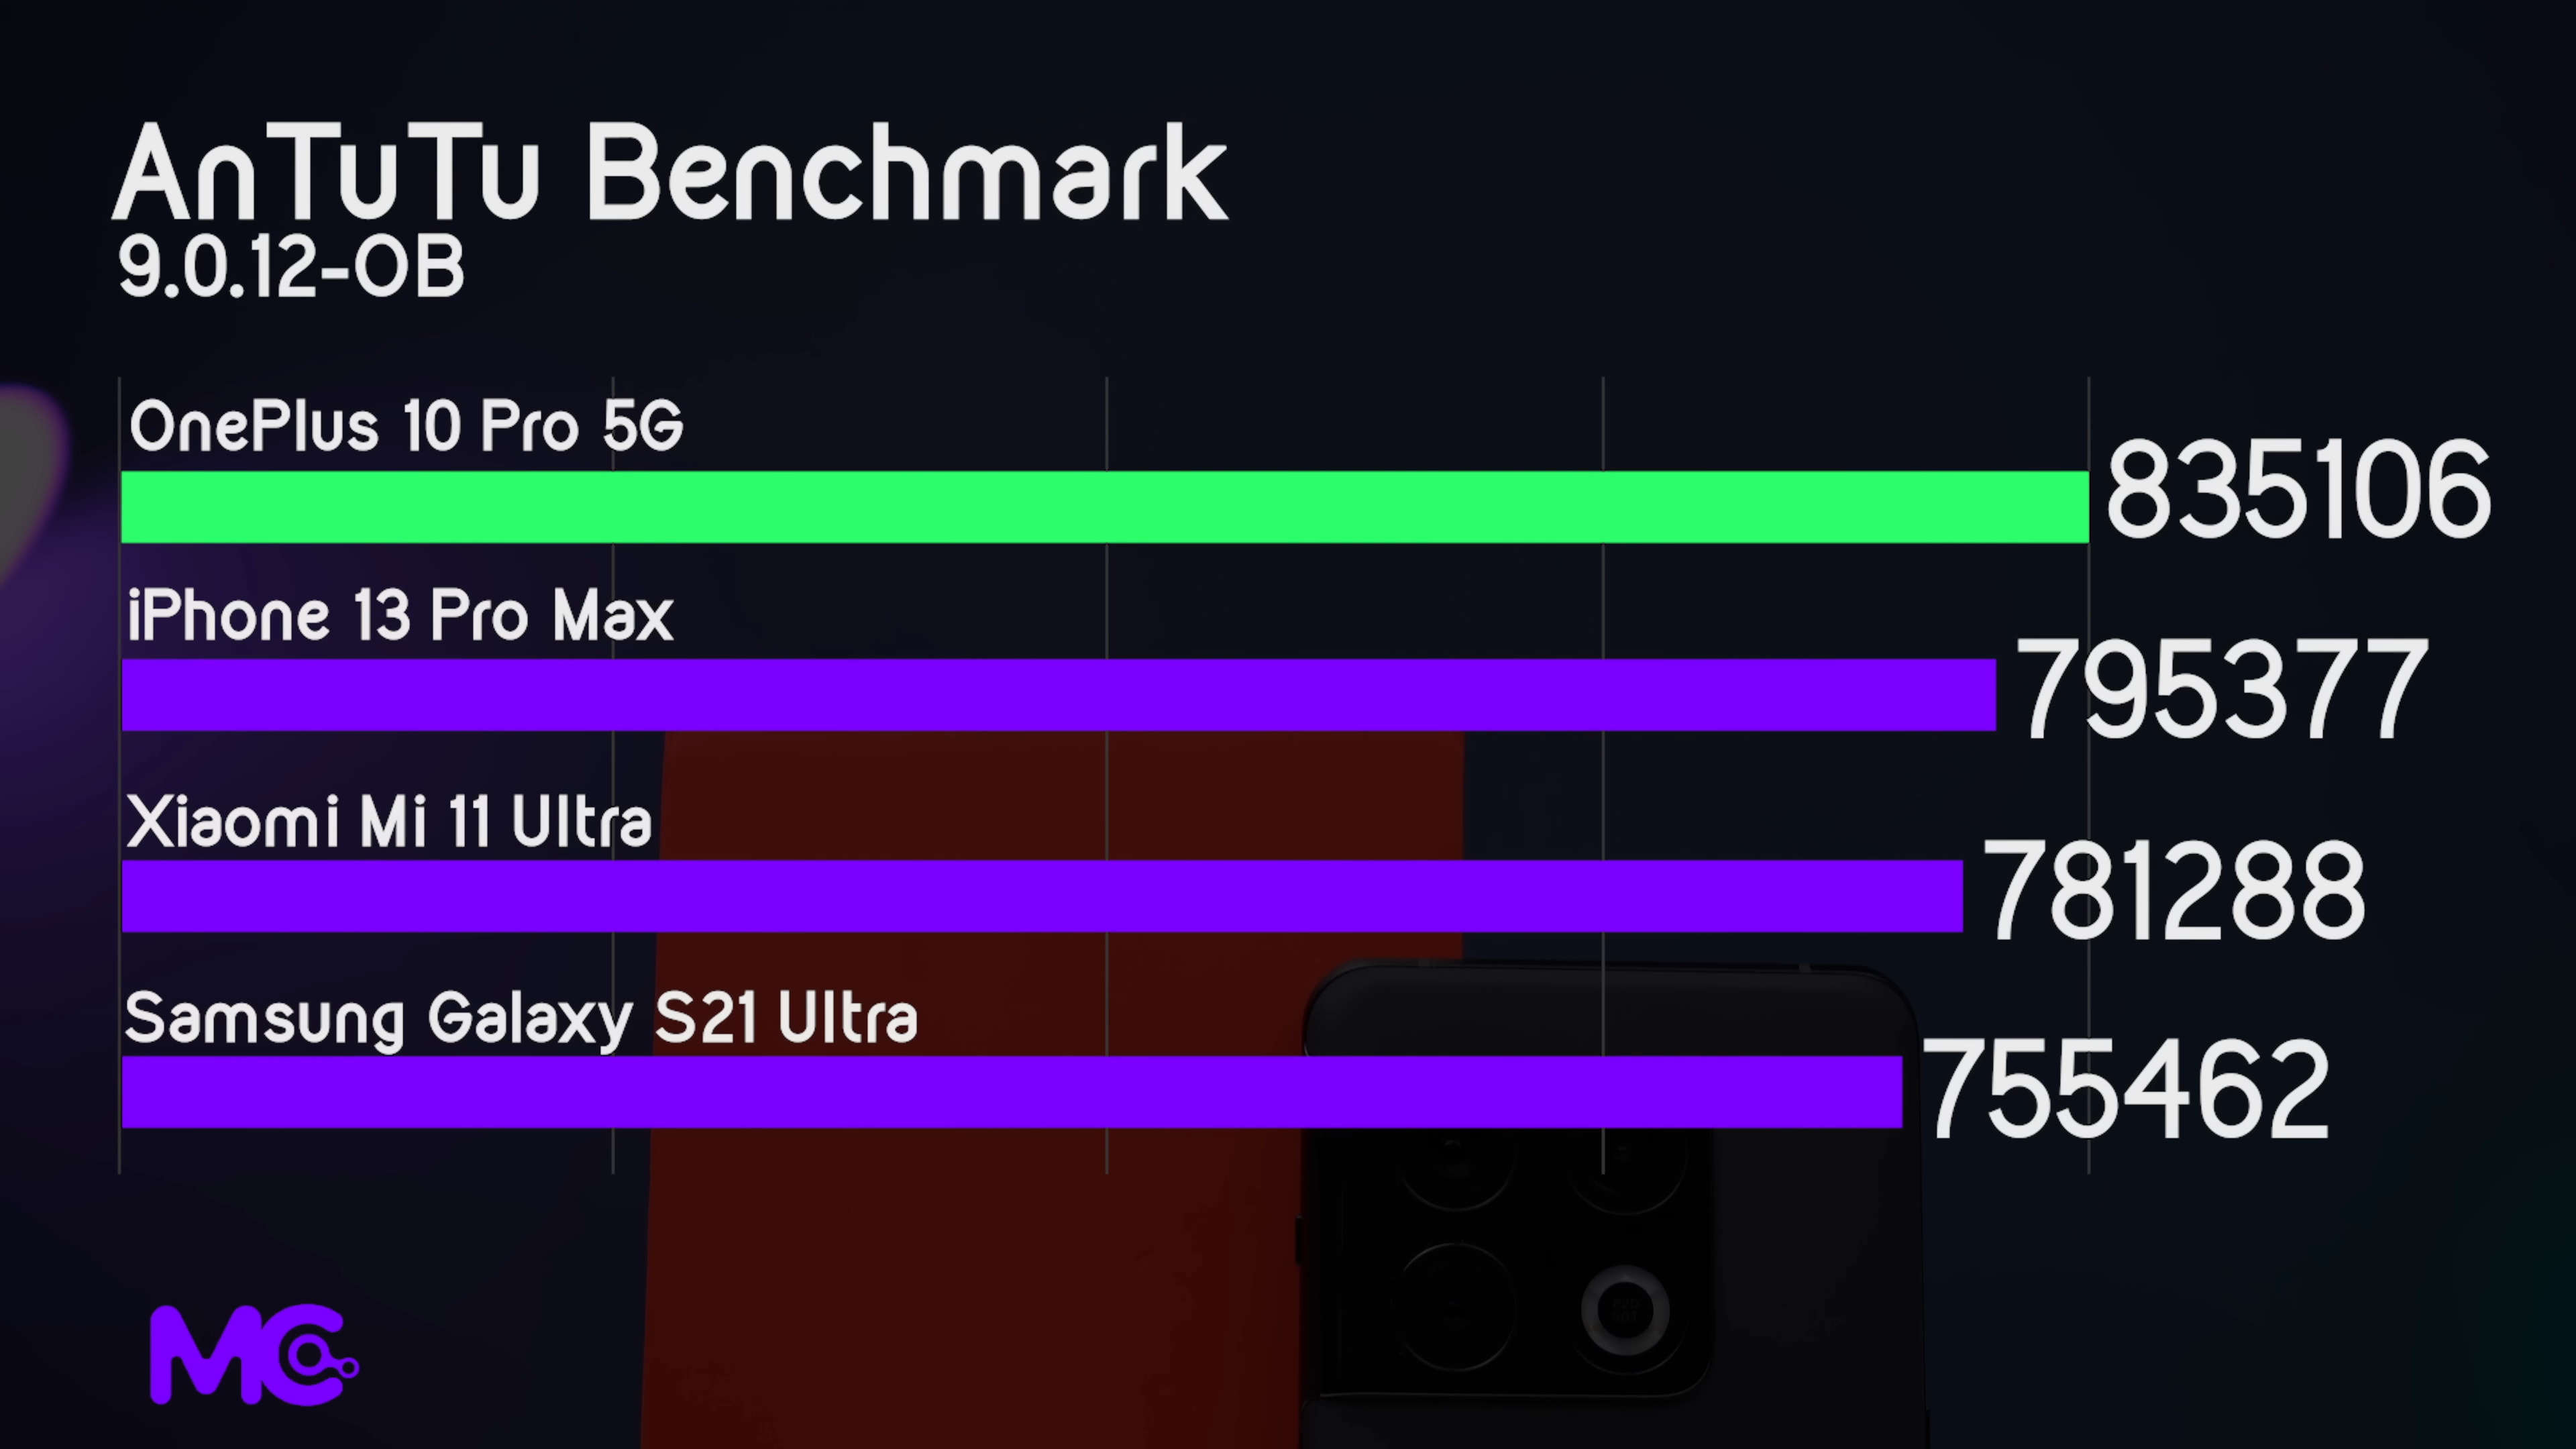 AnTuTu Benchmark
9.0.12-OB
OnePlus 10 Pro 5G
835106
iPhone 13 Pro Max
795377
Xiaomi Mi 11 Ultra
781288
Samsung Galaxy S21 Ultra
755462
MC